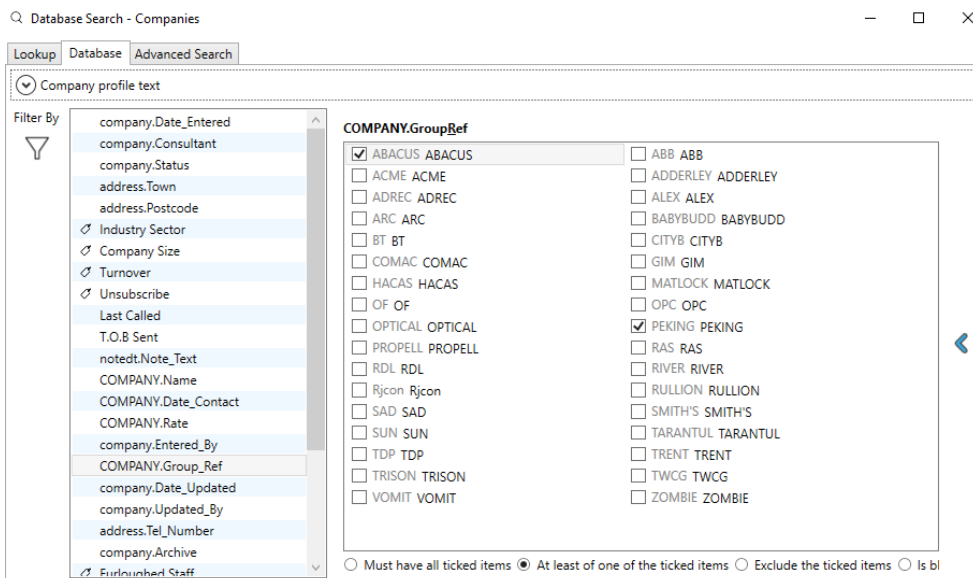 Database Search - Companies
Lookup Database Advanced Search
Company profile text
Filter By
company.Date_Entered
company.Consultant
company.Status
address.Town
address.Postcode
Industry Sector
Company Size
Turnover
Unsubscribe
Last Called
T.O.B Sent
notedt.Note_Text
COMPANY.Name
COMPANY.Date_Contact
COMPANY.Rate
company.Entered_By
COMPANY.Group_Ref
company.Date_Updated
company.Updated_By
address.Tel_Number
company.Archive
Furloughed Staff
COMPANY.GroupRef
ABACUS ABACUS ABB ABB
ACME ACME ADDERLEY ADDERLEY
ADREC ADREC ALEX ALEX
ARC ARC BABYBUDD BABYBUDD
BT BT CITYB CITYB
COMAC COMAC GIM GIM
HACAS HACAS MATLOCK MATLOCK
OF OF OPC OPC
OPTICAL OPTICAL PEKING PEKING
PROPELL PROPELL RAS RAS
RDL RDL RIVER RIVER
Rjcon Rjcon RULLION RULLION
SAD SAD SMITH'S SMITH'S
SUN SUN TARANTUL TARANTUL
TDP TDP TRENT TRENT
TRISON TRISON TWCG TWCG
VOMIT VOMIT ZOMBIE ZOMBIE
Must have all ticked items At least of one of the ticked items Exclude the ticked items Is